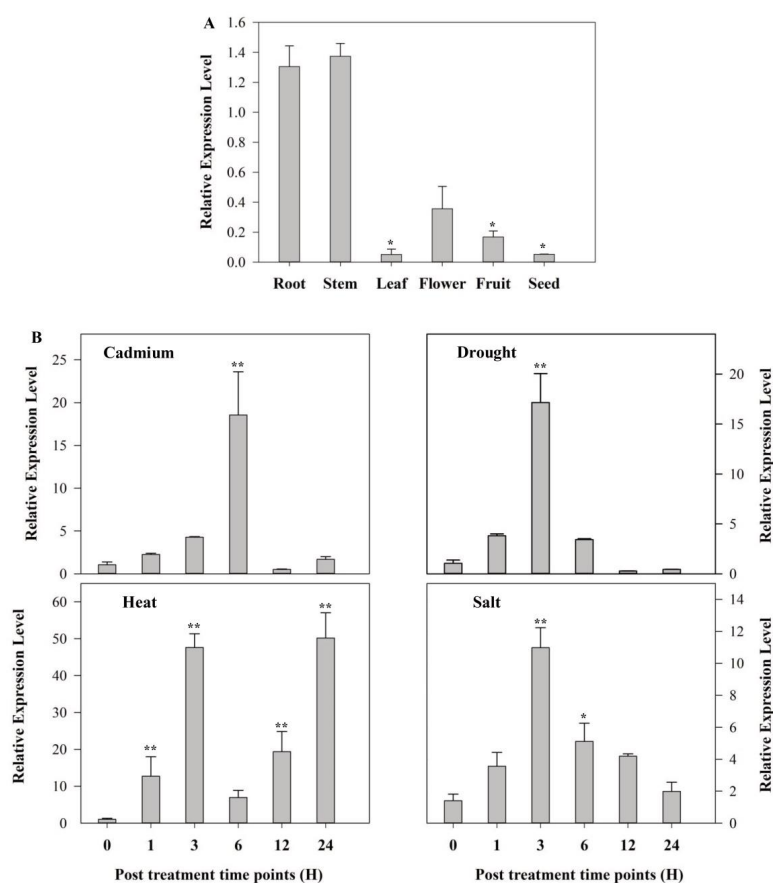 A
Relative Expression Level
1.6
1.4
1.2
1.0
0.8
0.6
0.4
0.2
0.0
* * *
Root Stem Leaf Flower Fruit Seed
B
Relative Expression Level
25
20
15
10
5
0
Cadmium
**
Drought
**
20
15
10
5
0
Relative Expression Level
Relative Expression Level
60
50
40
30
20
10
0
Heat
** ** ** **
0 1 3 6 12 24
Post treatment time points (H)
Salt
** *
14
12
10
8
6
4
2
0
Relative Expression Level
0 1 3 6 12 24
Post treatment time points (H)